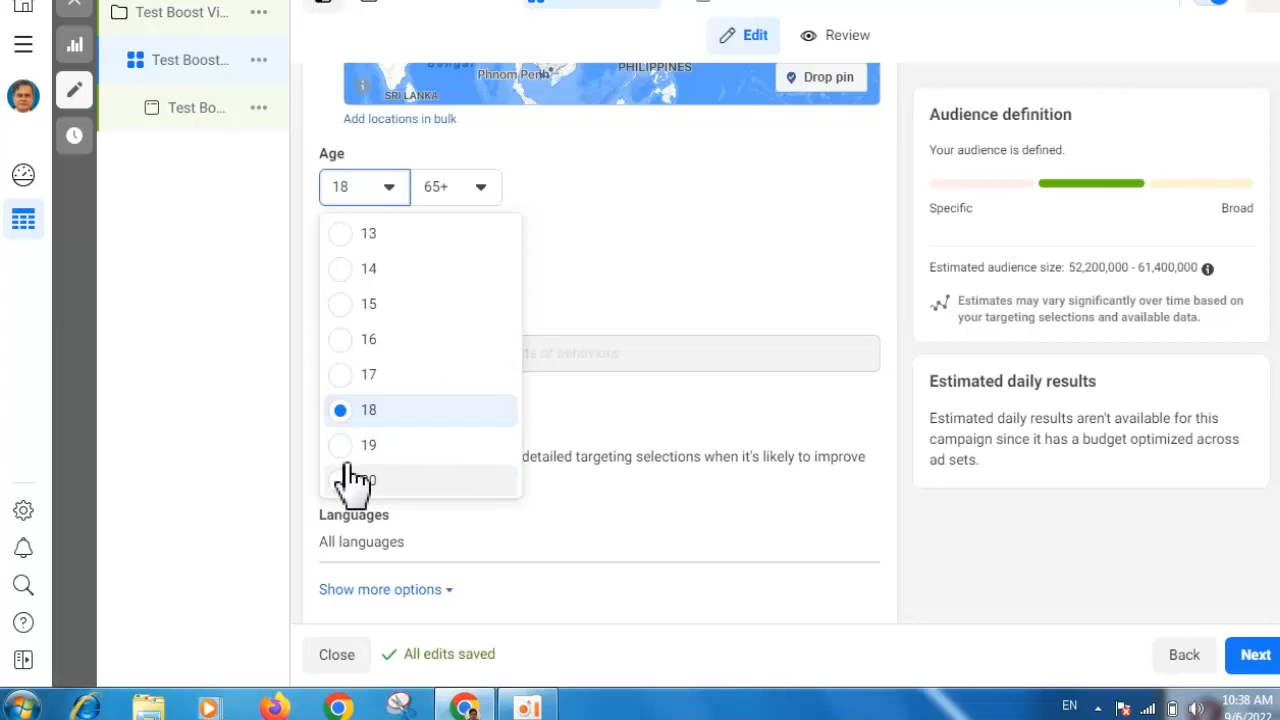 Test Boost Vi...
Test Boost...
Test Bo...
Edit
Review
Phnom Penh
PHILIPPINES
SRI LANKA
Drop pin
Add locations in bulk
Age
18
65+
13
14
15
16
17
18
19
Languages
All languages
detailed targeting selections when it's likely to improve
Show more options
Close
All edits saved
Back
Next
Audience definition
Your audience is defined.
Specific
Broad
Estimated audience size: 52,200,000 - 61,400,000
Estimates may vary significantly over time based on
your targeting selections and available data.
Estimated daily results
Estimated daily results aren't available for this
campaign since it has a budget optimized across
ad sets.
EN
10:38 AM
9/6/2022